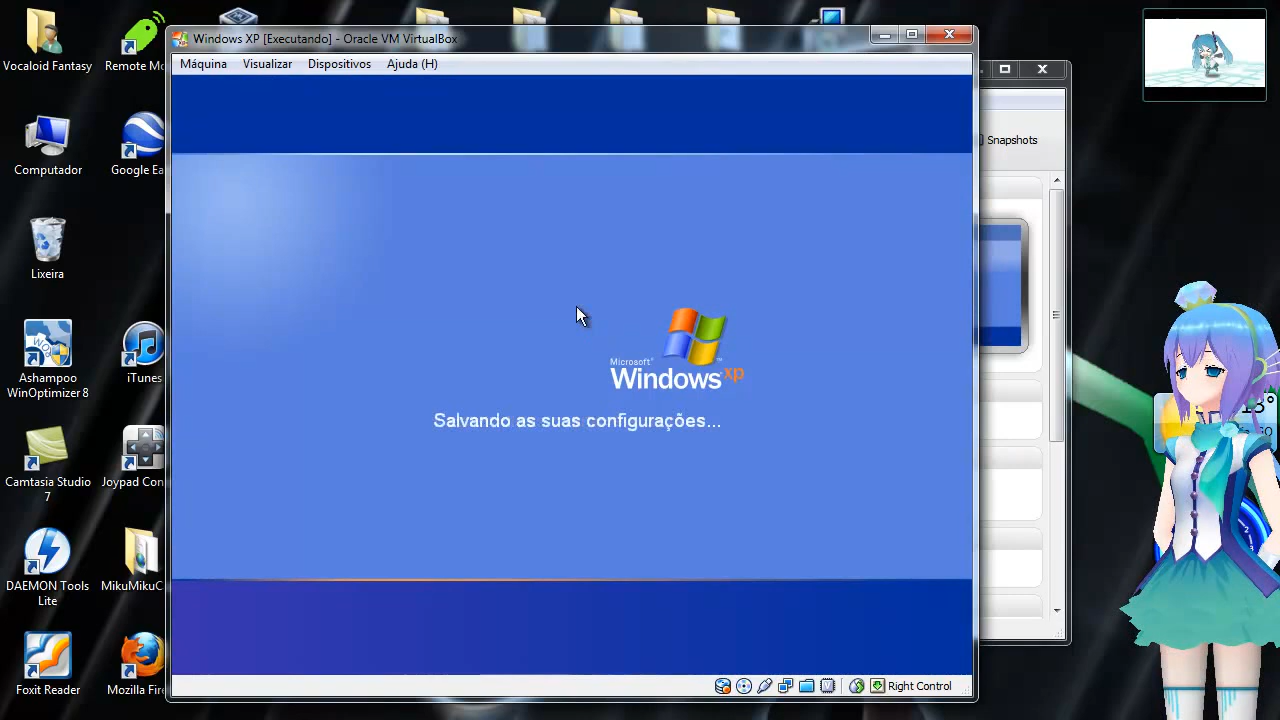 Windows XP [Executando] - Oracle VM VirtualBox
Máquina Visualizar Dispositivos Ajuda (H)
Vocaloid Fantasy
Remote Mo
Snapshots
Computador
Google Ea
Lixeira
Ashampoo
WinOptimizer 8
iTunes
Microsoft®
Windows xp
Salvando as suas configurações...
Camtasia Studio
7
Joypad Con
DAEMON Tools
Lite
MikuMikuC
Foxit Reader
Mozilla Fire
Right Control